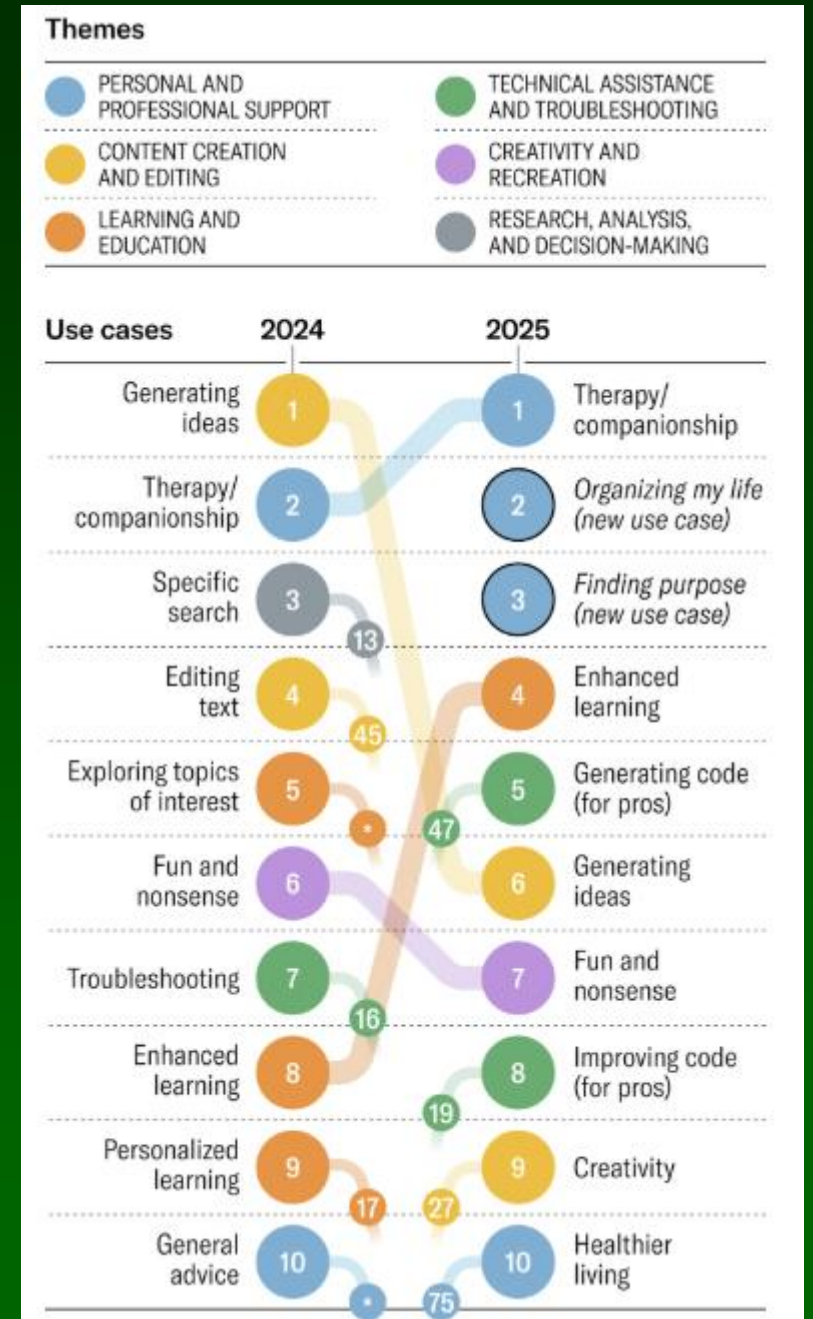 Themes
PERSONAL AND
PROFESSIONAL SUPPORT
TECHNICAL ASSISTANCE
AND TROUBLESHOOTING
CONTENT CREATION
AND EDITING
CREATIVITY AND
RECREATION
LEARNING AND
EDUCATION
RESEARCH, ANALYSIS,
AND DECISION-MAKING
Use cases 2024 2025
Generating
ideas
1
1
Therapy/
companionship
Therapy/
companionship
2
2
Organizing my life
(new use case)
Specific
search
3
13
3
Finding purpose
(new use case)
Editing
text
4
45
4
Enhanced
learning
Exploring topics
of interest
5
*
47
5
Generating code
(for pros)
Fun and
nonsense
6
6
Generating
ideas
Troubleshooting
7
16
7
Fun and
nonsense
Enhanced
learning
8
19
8
Improving code
(for pros)
Personalized
learning
9
17
27
9
Creativity
General
advice
10
*
75
10
Healthier
living